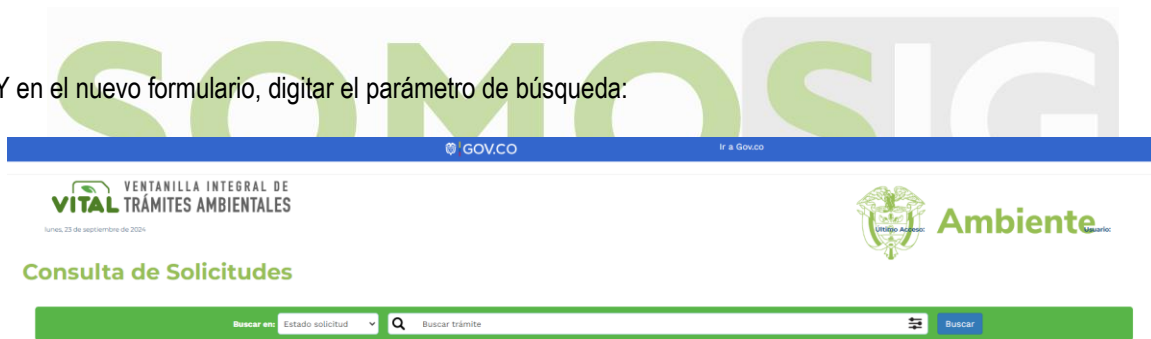 SOMOSIG
Y en el nuevo formulario, digitar el parámetro de búsqueda:
GOV.CO
Ir a Gov.co
VITAL
VENTANILLA INTEGRAL DE
TRÁMITES AMBIENTALES
lunes, 23 de septiembre de 2024
Ultimo Acceso:
Ambiente
Usuario:
Consulta de Solicitudes
Buscar en: Estado solicitud Buscar trámite Buscar